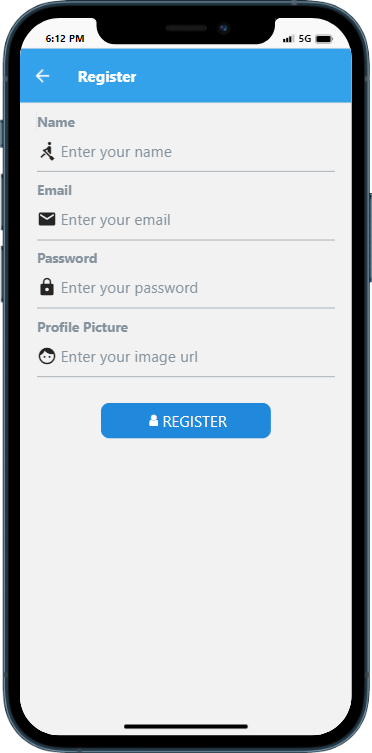 6:12 PM
5G
Register
Name
Enter your name
Email
Enter your email
Password
Enter your password
Profile Picture
Enter your image url
REGISTER